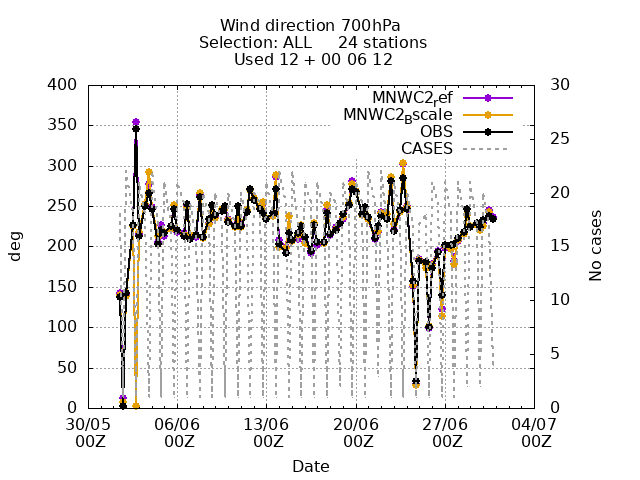 Wind direction 700hPa
Selection: ALL 24 stations
Used 12 + 00 06 12
MNWC2_ref
MNWC2_Bscale
OBS
CASES
400
350
300
250
200
150
100
50
0
deg
30
25
20
15
10
5
0
No cases
30/05 06/06 13/06 20/06 27/06 04/07
00Z 00Z 00Z 00Z 00Z 00Z
Date